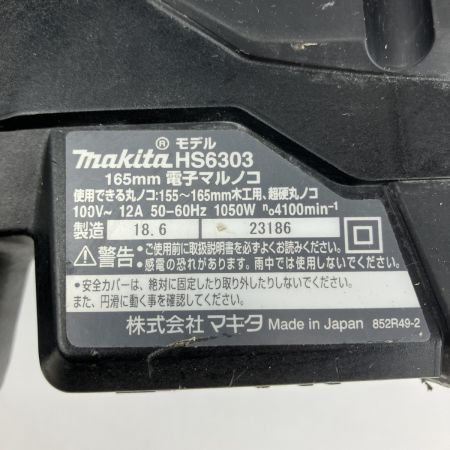 ® モデル
makita HS6303
165mm 電子マルノコ
使用できる丸ノコ:155~165mm木工用、超硬丸ノコ
100V~ 12A 50-60Hz 1050W n₀4100min⁻¹
製造 18.6 23186
⚠警告 •ご使用前に取扱説明書を必ずよくお読みください。
•感電の恐れがあります。雨中では使用しないでください。
•安全カバーは、絶対に固定したり取り外したりしないでください。
また、円滑に動く事を確認してください。
株式会社マキタ Made in Japan 852R49-2